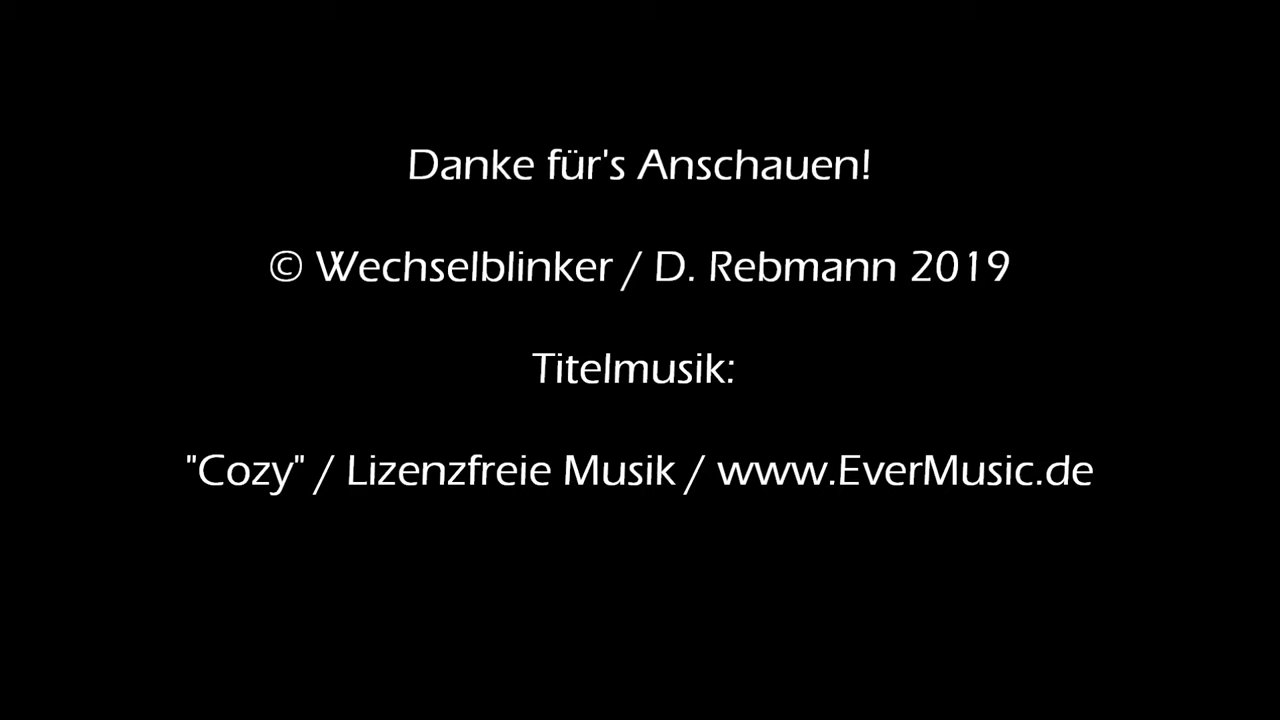 Danke für's Anschauen!
© Wechselblinker / D. Rebmann 2019
Titelmusik:
"Cozy" / Lizenzfreie Musik / www.EverMusic.de